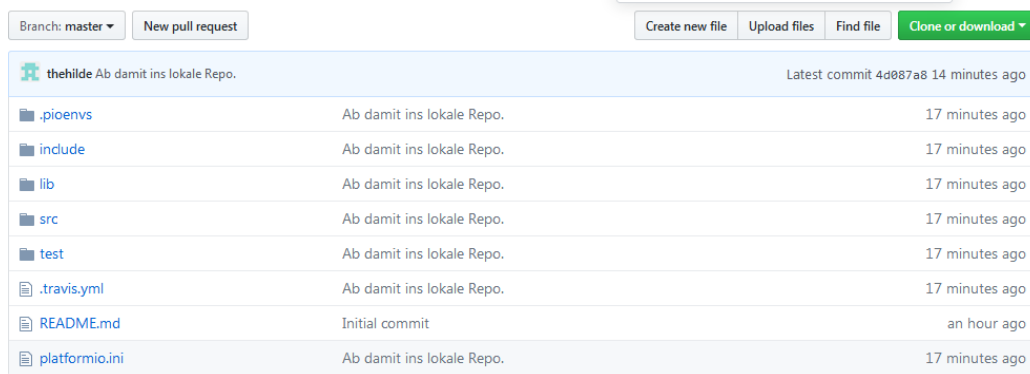 Branch: master New pull request Create new file Upload files Find file Clone or download
thehilde Ab damit ins lokale Repo. Latest commit 4d087a8 14 minutes ago
.pioenvs Ab damit ins lokale Repo. 17 minutes ago
include Ab damit ins lokale Repo. 17 minutes ago
lib Ab damit ins lokale Repo. 17 minutes ago
src Ab damit ins lokale Repo. 17 minutes ago
test Ab damit ins lokale Repo. 17 minutes ago
.travis.yml Ab damit ins lokale Repo. 17 minutes ago
README.md Initial commit an hour ago
platformio.ini Ab damit ins lokale Repo. 17 minutes ago